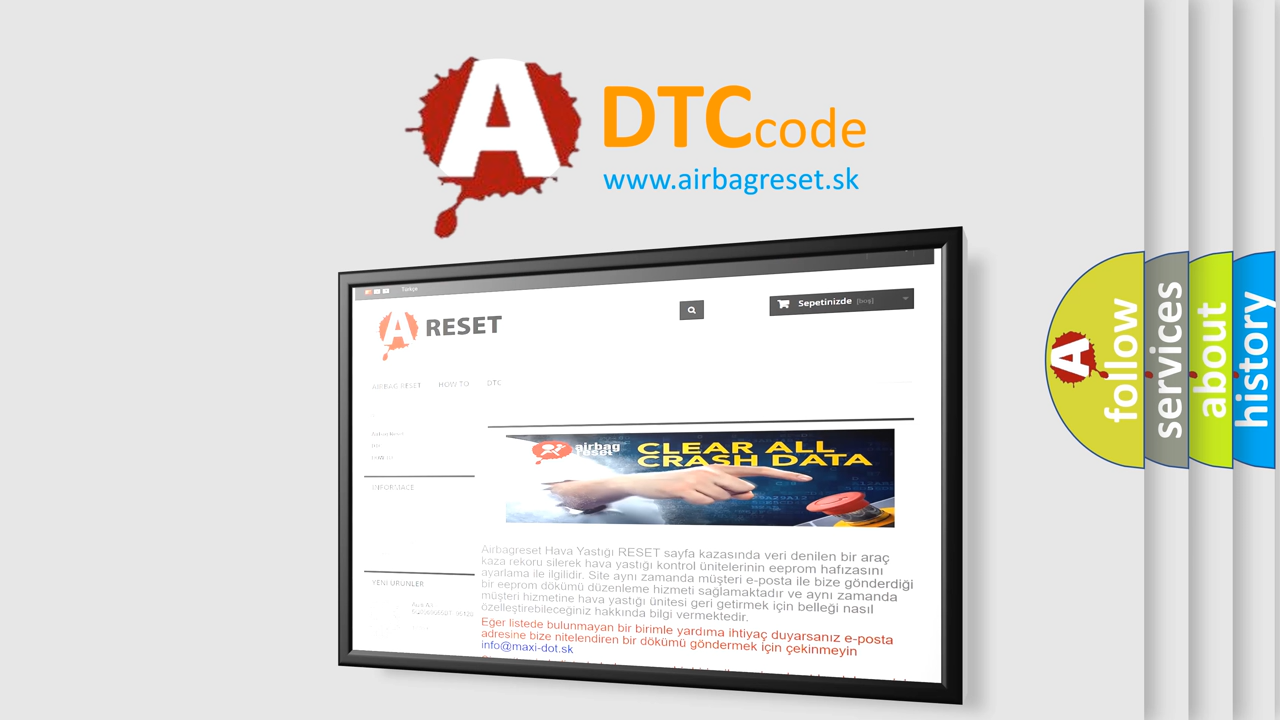 A DTC code
www.airbagreset.sk
Türkçe
A RESET
Sepetinizde [boş]
AIRBAG RESET HOW TO DTC
INFORMACE
YENİ ÜRÜNLER
airbag
reset
CLEAR ALL
CRASH DATA
Airbagreset Hava Yastığı RESET sayfa kazasında veri denilen bir araç
kaza rekoru silerek hava yastığı kontrol ünitelerinin eeprom hafızasını
ayarlama ile ilgilidir. Site aynı zamanda müşteri e-posta ile bize gönderdiği
bir eeprom dökümü düzenleme hizmeti sağlamaktadır ve aynı zamanda
müşteri hizmetine hava yastığı ünitesi geri getirmek için belleği nasıl
özelleştirebileceğiniz hakkında bilgi vermektedir.
Eğer listede bulunmayan bir birimle yardıma ihtiyaç duyarsanız e-posta
adresine bize nitelendiren bir dökümü göndermek için çekinmeyin
info@maxi-dot.sk
A follow
services
about
history